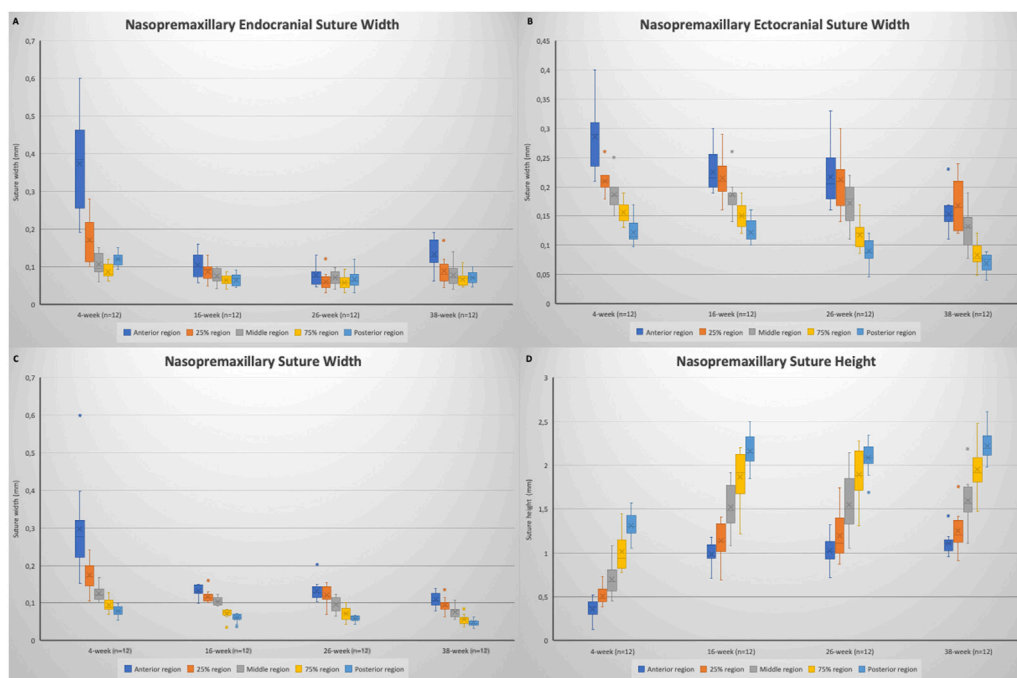 A
Nasopremaxillary Endocranial Suture Width
0,7
0,6
0,5
0,4
0,3
0,2
0,1
0
Suture width (mm)
4-week (n=12)
16-week (n=12)
26-week (n=12)
38-week (n=12)
Anterior region
25% region
Middle region
75% region
Posterior region
B
Nasopremaxillary Ectocranial Suture Width
0,45
0,4
0,35
0,3
0,25
0,2
0,15
0,1
0,05
0
Suture width (mm)
4-week (n=12)
16-week (n=12)
26-week (n=12)
38-week (n=12)
Anterior region
25% region
Middle region
75% region
Posterior region
C
Nasopremaxillary Suture Width
0,7
0,6
0,5
0,4
0,3
0,2
0,1
0
Suture width (mm)
4-week (n=12)
16-week (n=12)
26-week (n=12)
38-week (n=12)
Anterior region
25% region
Middle region
75% region
Posterior region
D
Nasopremaxillary Suture Height
3
2,5
2
1,5
1
0,5
0
Suture height (mm)
4-week (n=12)
16-week (n=12)
26-week (n=12)
38-week (n=12)
Anterior region
25% region
Middle region
75% region
Posterior region